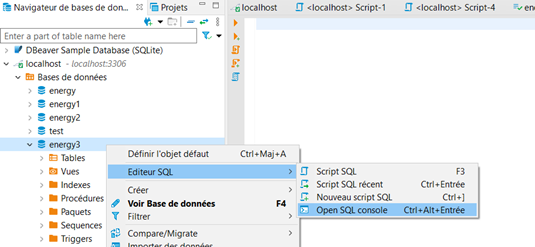 Navigateur de bases de don...
Projets
localhost
<localhost> Script-1
<localhost> Script-4
Enter a part of table name here
DBeaver Sample Database (SQLite)
localhost - localhost:3306
Bases de données
energy
energy1
energy2
test
energy3
Tables
Vues
Indexes
Procédures
Paquets
Sequences
Triggers
Définir l'objet défaut Ctrl+Maj+A
Editeur SQL
Créer
Voir Base de données F4
Filtrer
Compare/Migrate
Importer des données
Script SQL F3
Script SQL récent Ctrl+Entrée
Nouveau script SQL Ctrl+]
Open SQL console Ctrl+Alt+Entrée